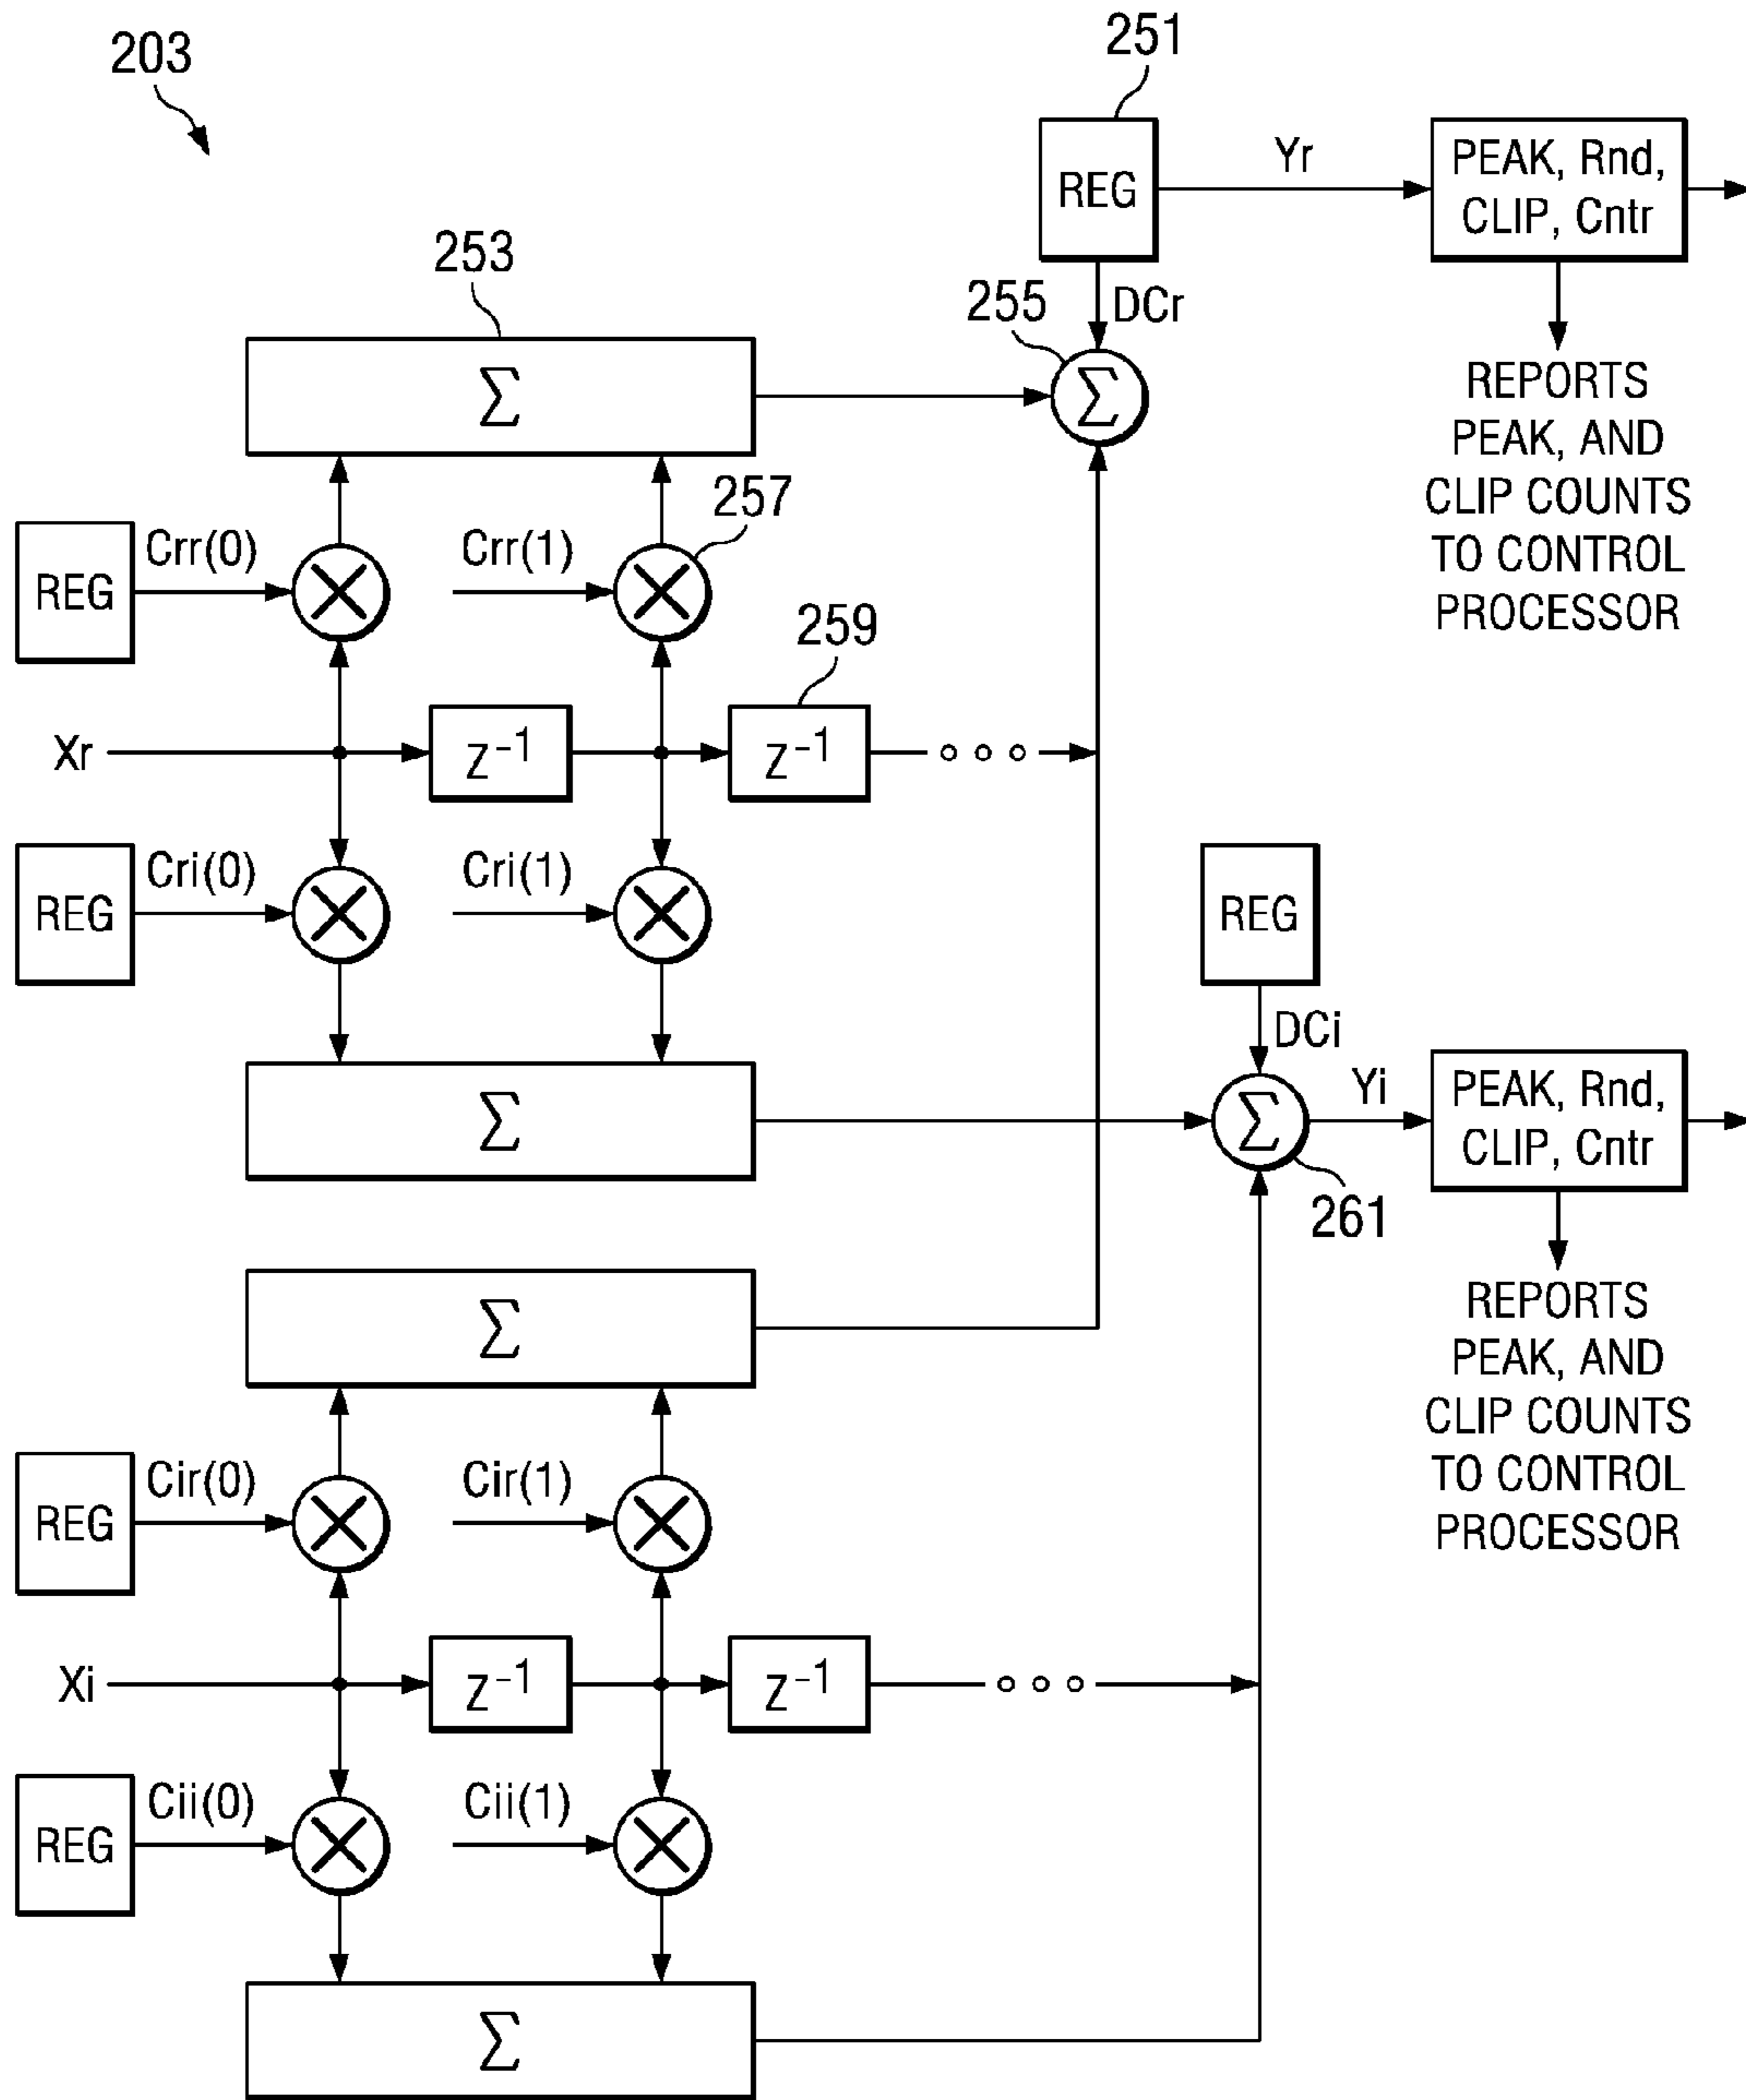 203
251
REG
Yr
PEAK, Rnd,
CLIP, Cntr
253
255
DCr
Σ
Σ
REPORTS
PEAK, AND
CLIP COUNTS
TO CONTROL
PROCESSOR
257
REG
Crr(0)
Crr(1)
259
Xr
z⁻¹
z⁻¹
REG
Cri(0)
Cri(1)
REG
DCi
Yi
PEAK, Rnd,
CLIP, Cntr
Σ
Σ
261
REPORTS
PEAK, AND
CLIP COUNTS
TO CONTROL
PROCESSOR
Σ
REG
Cir(0)
Cir(1)
Xi
z⁻¹
z⁻¹
REG
Cii(0)
Cii(1)
Σ